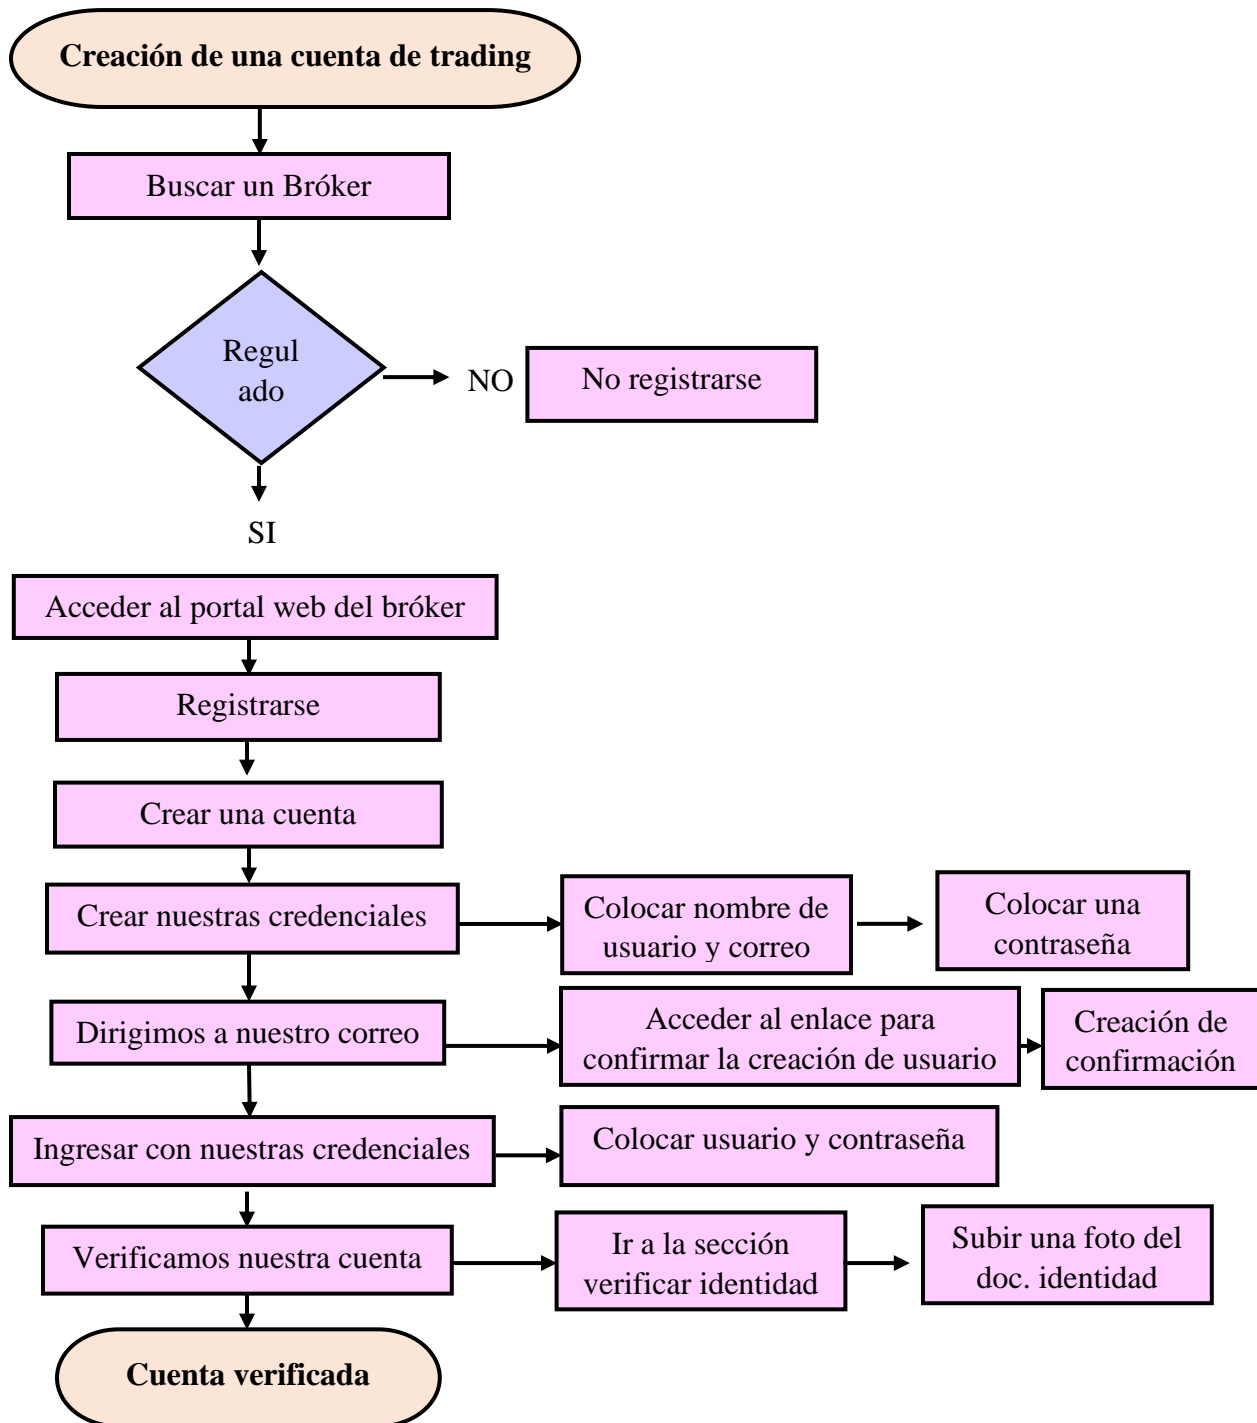 Creación de una cuenta de trading
Buscar un Bróker
Regul
ado
NO
No registrarse
SI
Acceder al portal web del bróker
Registrarse
Crear una cuenta
Crear nuestras credenciales
Colocar nombre de
usuario y correo
Colocar una
contraseña
Dirigimos a nuestro correo
Acceder al enlace para
confirmar la creación de usuario
Creación de
confirmación
Ingresar con nuestras credenciales
Colocar usuario y contraseña
Verificamos nuestra cuenta
Ir a la sección
verificar identidad
Subir una foto del
doc. identidad
Cuenta verificada